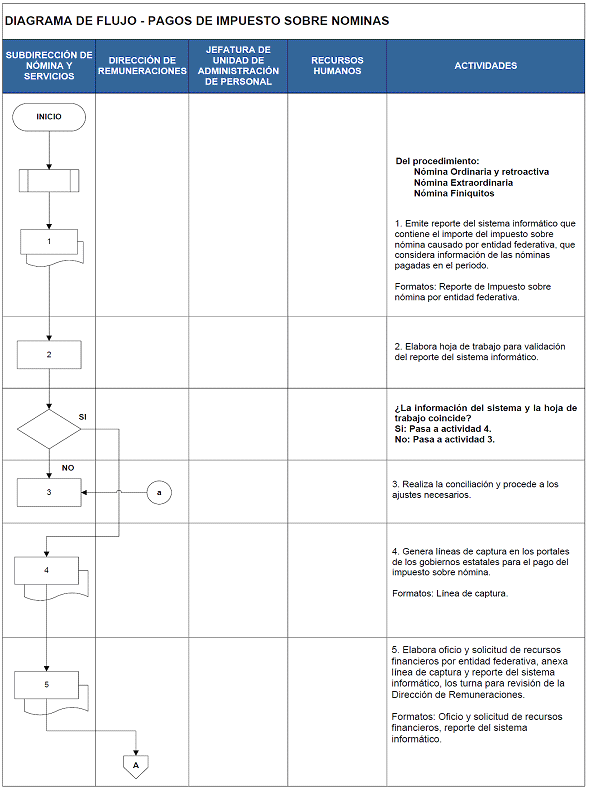 DIAGRAMA DE FLUJO - PAGOS DE IMPUESTO SOBRE NOMINAS
SUBDIRECCIÓN DE
NÓMINA Y
SERVICIOS
DIRECCIÓN DE
REMUNERACIONES
JEFATURA DE
UNIDAD DE
ADMINISTRACIÓN
DE PERSONAL
RECURSOS
HUMANOS
ACTIVIDADES
INICIO
Del procedimiento:
Nómina Ordinaria y retroactiva
Nómina Extraordinaria
Nómina Finiquitos
1
1. Emite reporte del sistema informático que
contiene el importe del impuesto sobre
nómina causado por entidad federativa, que
considera información de las nóminas
pagadas en el periodo.
Formatos: Reporte de Impuesto sobre
nómina por entidad federativa.
2
2. Elabora hoja de trabajo para validación
del reporte del sistema informático.
SI
¿La información del sistema y la hoja de
trabajo coincide?
Si: Pasa a actividad 4.
No: Pasa a actividad 3.
NO
3
a
3. Realiza la conciliación y procede a los
ajustes necesarios.
4
4. Genera líneas de captura en los portales
de los gobiernos estatales para el pago del
impuesto sobre nómina.
Formatos: Línea de captura.
5
5. Elabora oficio y solicitud de recursos
financieros por entidad federativa, anexa
línea de captura y reporte del sistema
informático, los turna para revisión de la
Dirección de Remuneraciones.
Formatos: Oficio y solicitud de recursos
financieros, reporte del sistema
informático.
A